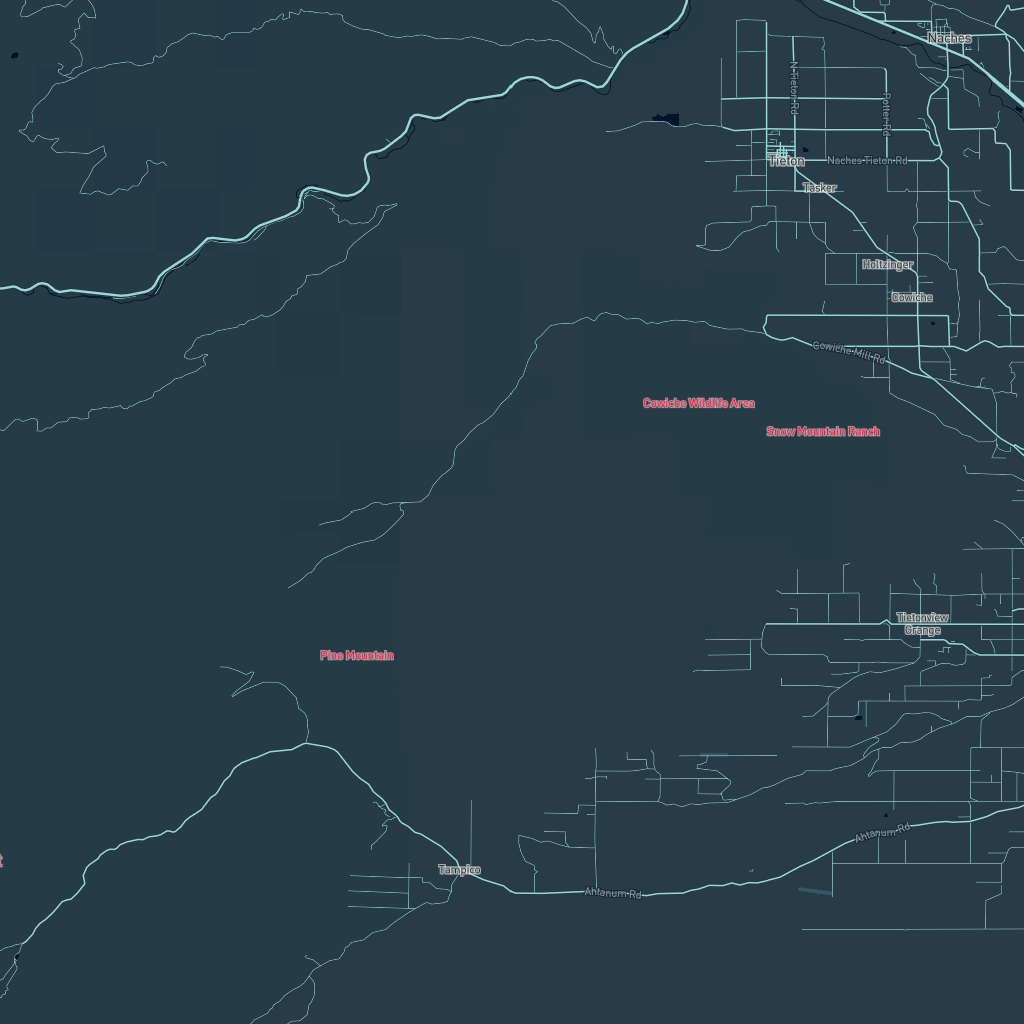 Naches
N Tieton Rd
Potter Rd
Tieton
Naches Tieton Rd
Tasker
Holtzinger
Cowiche
Cowiche Mill Rd
Cowiche Wildlife Area
Snow Mountain Ranch
Tietonview
Grange
Pine Mountain
Ahtanum Rd
Tampico
Ahtanum Rd